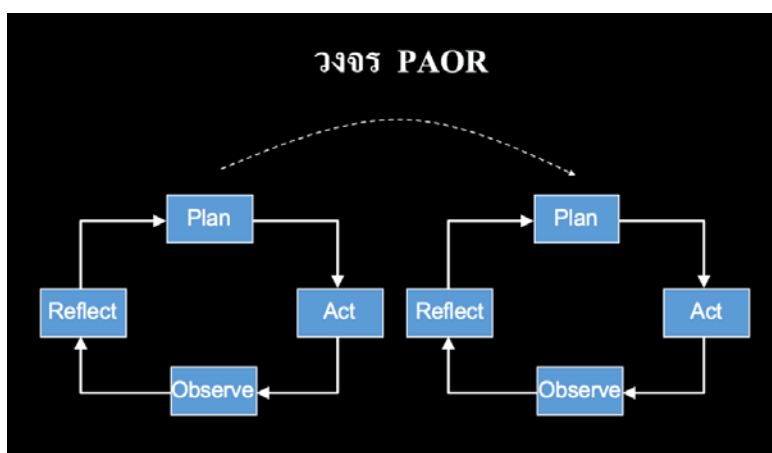 วงจร PAOR
Plan
Act
Observe
Reflect
Plan
Act
Observe
Reflect